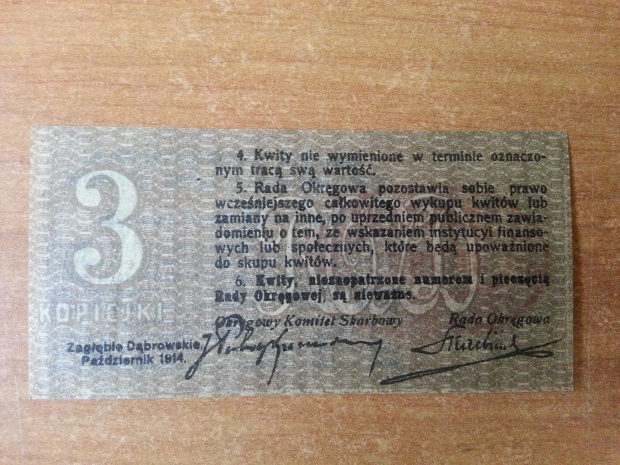 4. Kwity nie wymienione w terminie oznaczo-
nym tracą swą wartość.
5. Rada Okręgowa pozostawia sobie prawo
wcześniejszego całkowitego wykupu kwitów lub
zamiany na inne, po uprzedniem publicznem zawia-
domieniu o tem, ze wskazaniem instytucyi finanso-
wych lub społecznych, które będą upoważnione
do skupu kwitów.
6. Kwity, niezaopatrzone numerem i pieczęcią
Rady Okręgowej, są nieważne.
3
KOPIEJKI
Okręgowy Komitet Skarbowy Rada Okręgowa
Zagłębie Dąbrowskie,
Październik 1914.